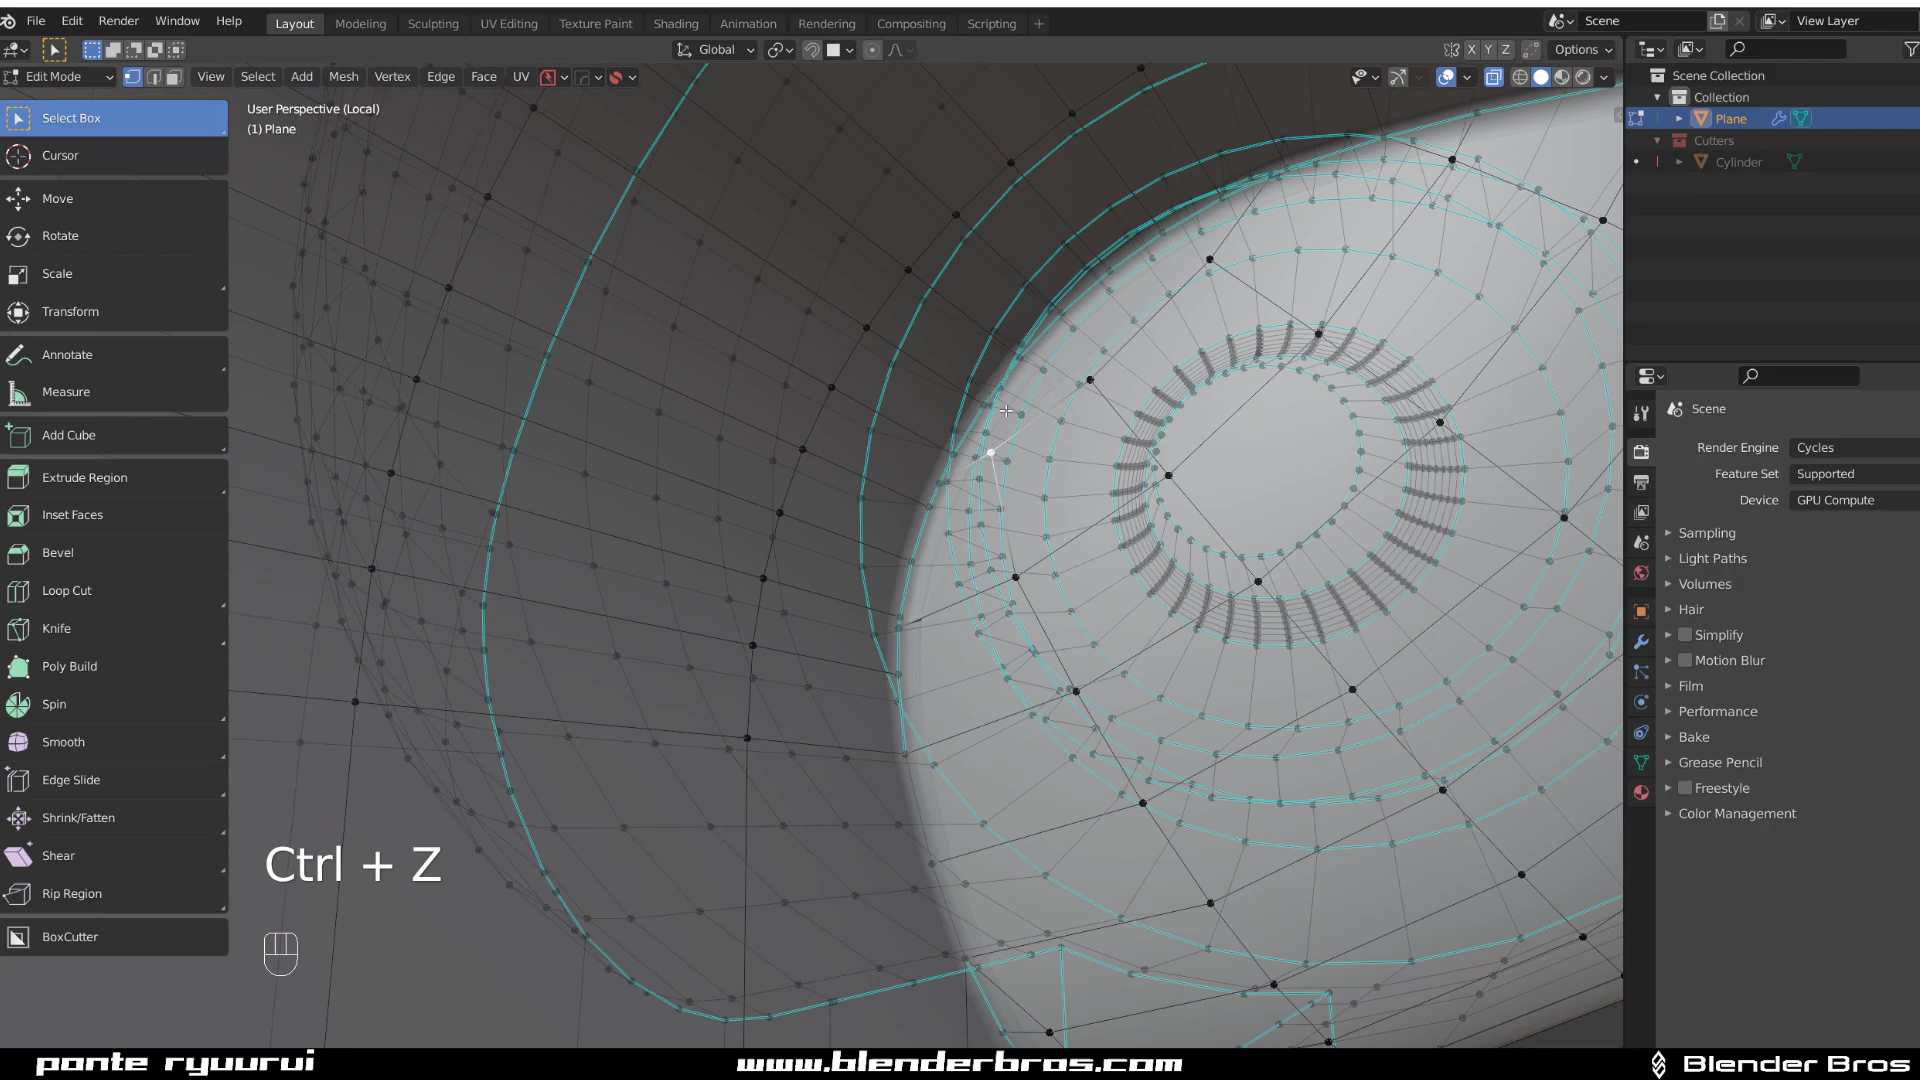 File Edit Render Window Help Layout Modeling Sculpting UV Editing Texture Paint Shading Animation Rendering Compositing Scripting + Scene View Layer
Global X Y Z Options
Edit Mode View Select Add Mesh Vertex Edge Face UV
Select Box
Cursor
Move
Rotate
Scale
Transform
Annotate
Measure
Add Cube
Extrude Region
Inset Faces
Bevel
Loop Cut
Knife
Poly Build
Spin
Smooth
Edge Slide
Shrink/Fatten
Shear
Rip Region
BoxCutter
User Perspective (Local)
(1) Plane
Ctrl + Z
Scene Collection
Collection
Plane
Cutters
Cylinder
Scene
Render Engine Cycles
Feature Set Supported
Device GPU Compute
Sampling
Light Paths
Volumes
Hair
Simplify
Motion Blur
Film
Performance
Bake
Grease Pencil
Freestyle
Color Management
ponte ryuurui www.blenderbros.com Blender Bros